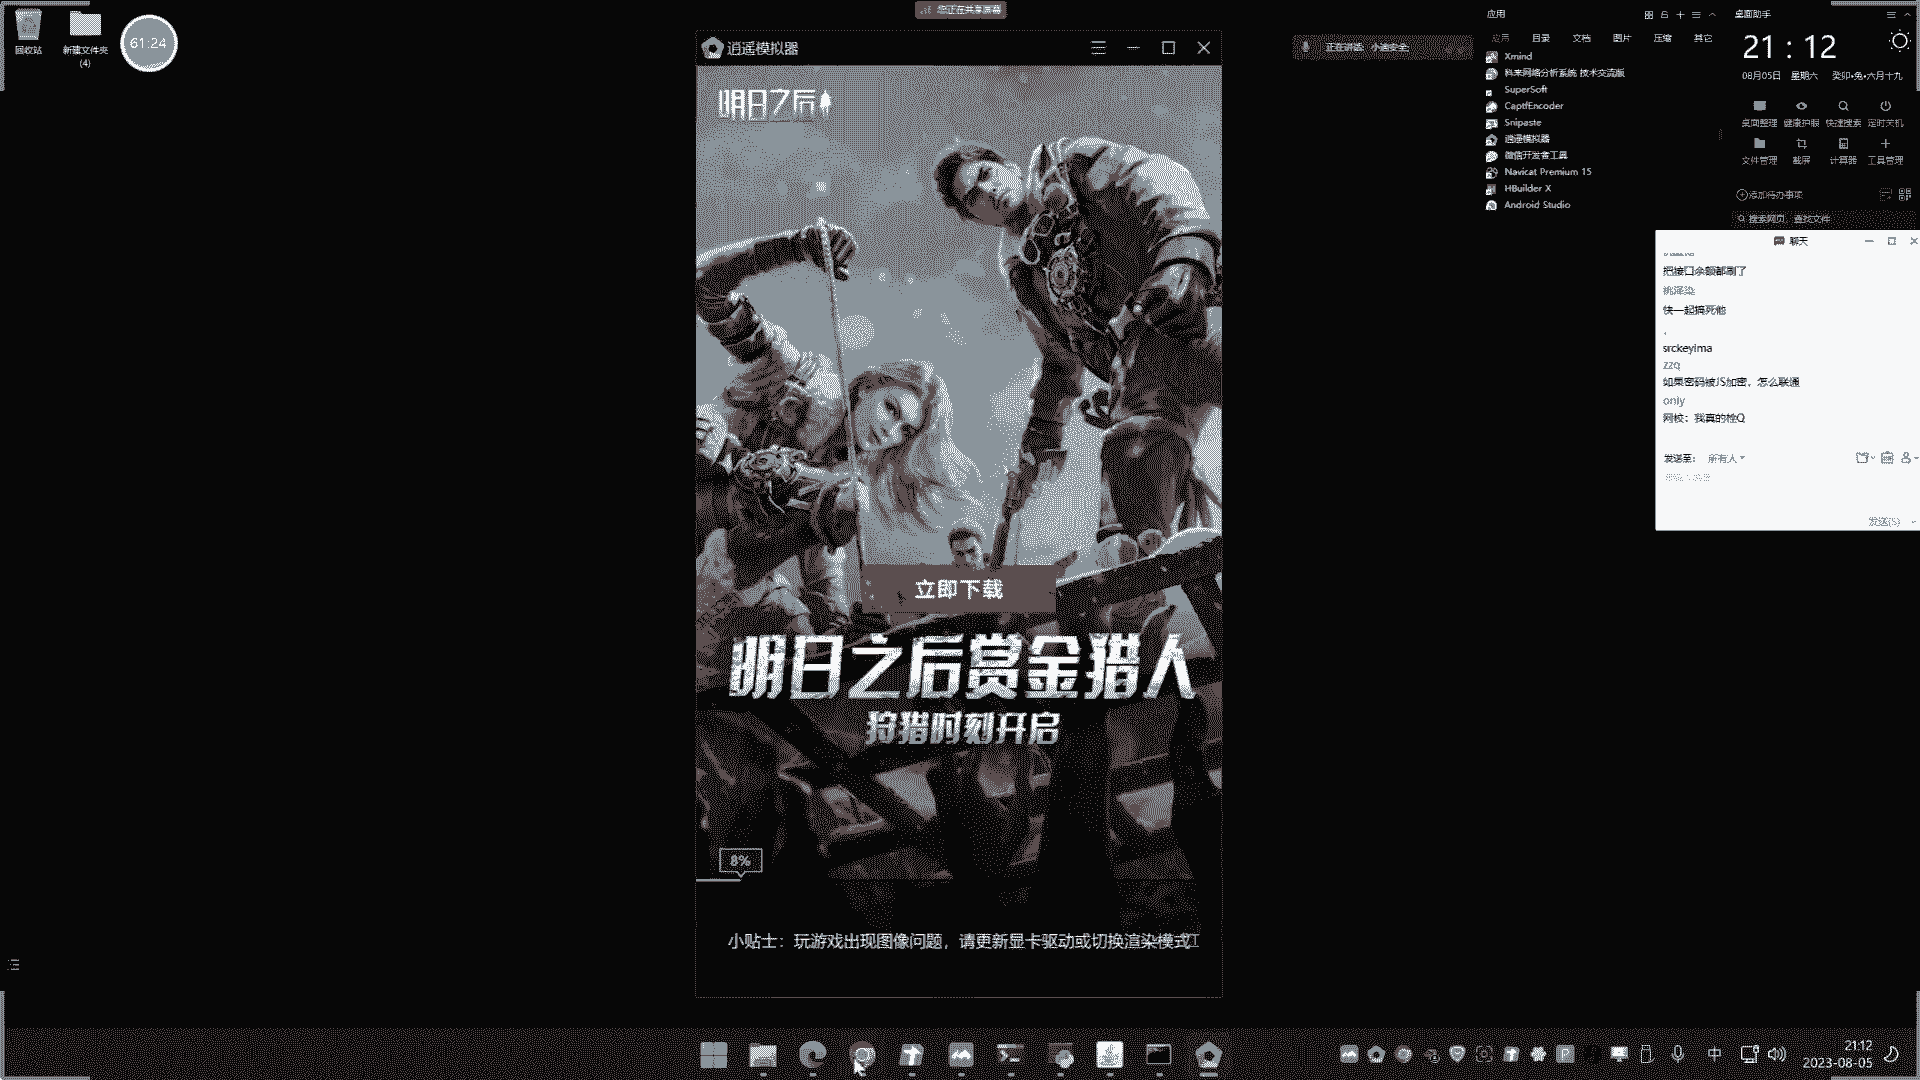 您正在共享屏幕
回收站
新建文件夹
(4)
61:24
逍遥模拟器
明日之后
立即下载
明日之后赏金猎人
狩猎时刻开启
8%
小贴士：玩游戏出现图像问题，请更新显卡驱动或切换渲染模式
正在讲话: 小迪安全:
应用
应用 目录 文档 图片 压缩 其它
Xmind
科来网络分析系统 技术交流版
SuperSoft
CaptfEncoder
Snipaste
逍遥模拟器
微信开发者工具
Navicat Premium 15
HBuilder X
Android Studio
桌面助手
21 : 12
08月05日 星期六 癸卯•兔•六月十九
桌面整理 健康护眼 快速搜索 定时关机
文件管理 截屏 计算器 工具管理
添加待办事项
搜索网页、查找文件
聊天
把接口余额都刷了
桃泽染
快一起搞死他
.
srckeyima
zzq
如果密码被JS加密，怎么联通
only
网校：我真的栓Q
发送至： 所有人
发送(S)
中
21:12
2023-08-05